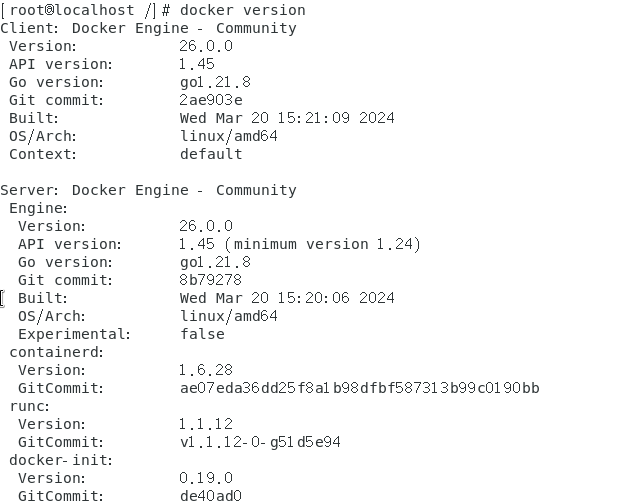 [root@localhost /]# docker version
Client: Docker Engine - Community
 Version:           26.0.0
 API version:       1.45
 Go version:        go1.21.8
 Git commit:        2ae903e
 Built:             Wed Mar 20 15:21:09 2024
 OS/Arch:           linux/amd64
 Context:           default

Server: Docker Engine - Community
 Engine:
  Version:          26.0.0
  API version:      1.45 (minimum version 1.24)
  Go version:       go1.21.8
  Git commit:       8b79278
  Built:            Wed Mar 20 15:20:06 2024
  OS/Arch:          linux/amd64
  Experimental:     false
 containerd:
  Version:          1.6.28
  GitCommit:        ae07eda36dd25f8a1b98dfbf587313b99c0190bb
 runc:
  Version:          1.1.12
  GitCommit:        v1.1.12-0-g51d5e94
 docker-init:
  Version:          0.19.0
  GitCommit:        de40ad0